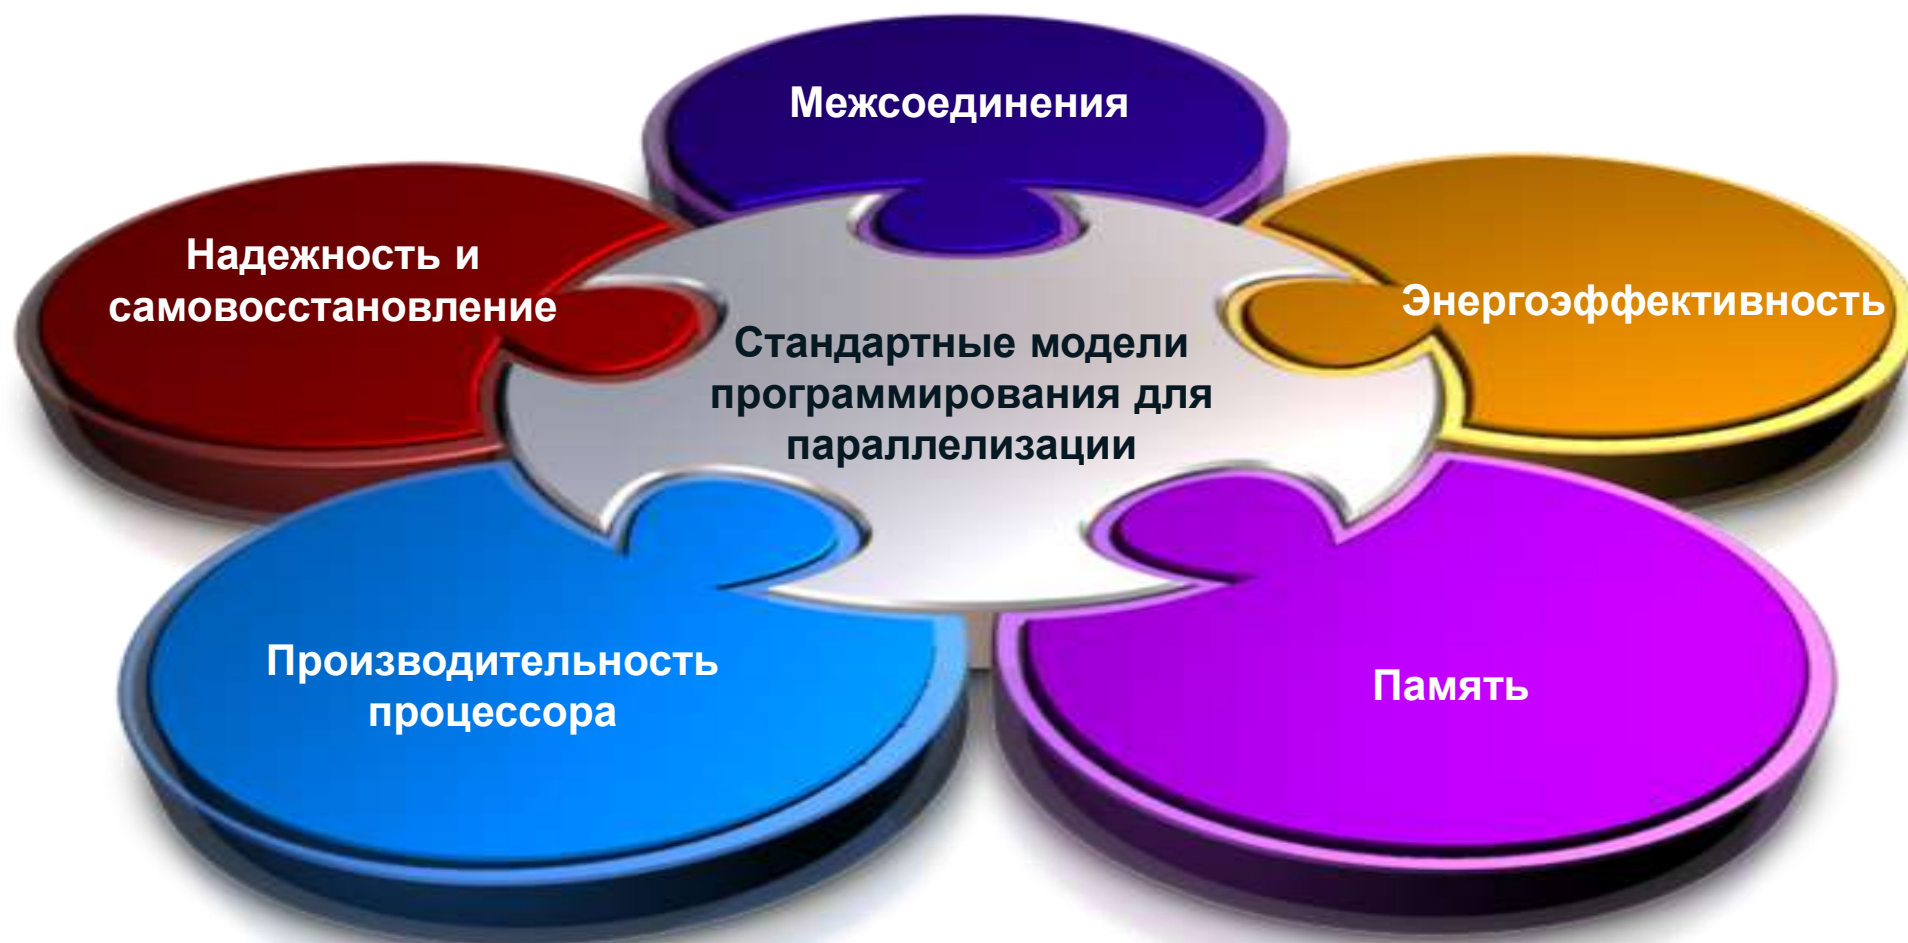 Межсоединения
Надежность и
самовосстановление
Энергоэффективность
Стандартные модели
программирования для
параллелизации
Производительность
процессора
Память